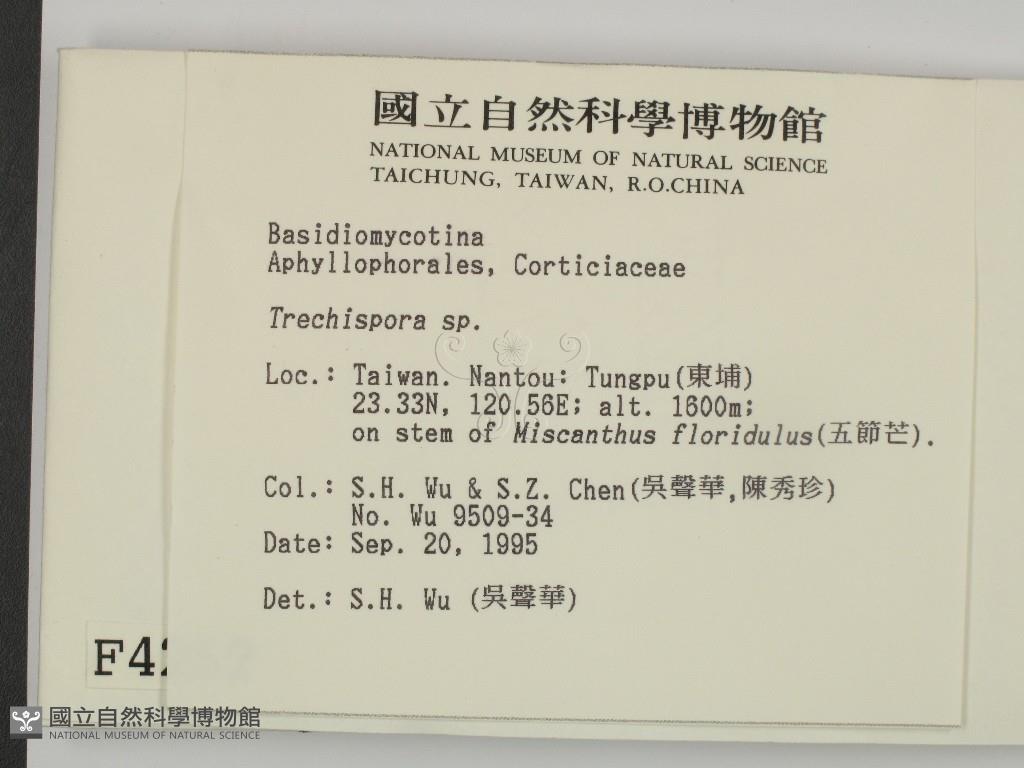 國立自然科學博物館
NATIONAL MUSEUM OF NATURAL SCIENCE
TAICHUNG, TAIWAN, R.O.CHINA
Basidiomycotina
Aphyllophorales, Corticiaceae
Trechispora sp.
Loc.: Taiwan. Nantou: Tungpu(東埔)
23.33N, 120.56E; alt. 1600m;
on stem of Miscanthus floridulus(五節芒).
Col.: S.H. Wu & S.Z. Chen(吳聲華,陳秀珍)
No. Wu 9509-34
Date: Sep. 20, 1995
Det.: S.H. Wu (吳聲華)
國立自然科學博物館
NATIONAL MUSEUM OF NATURAL SCIENCE